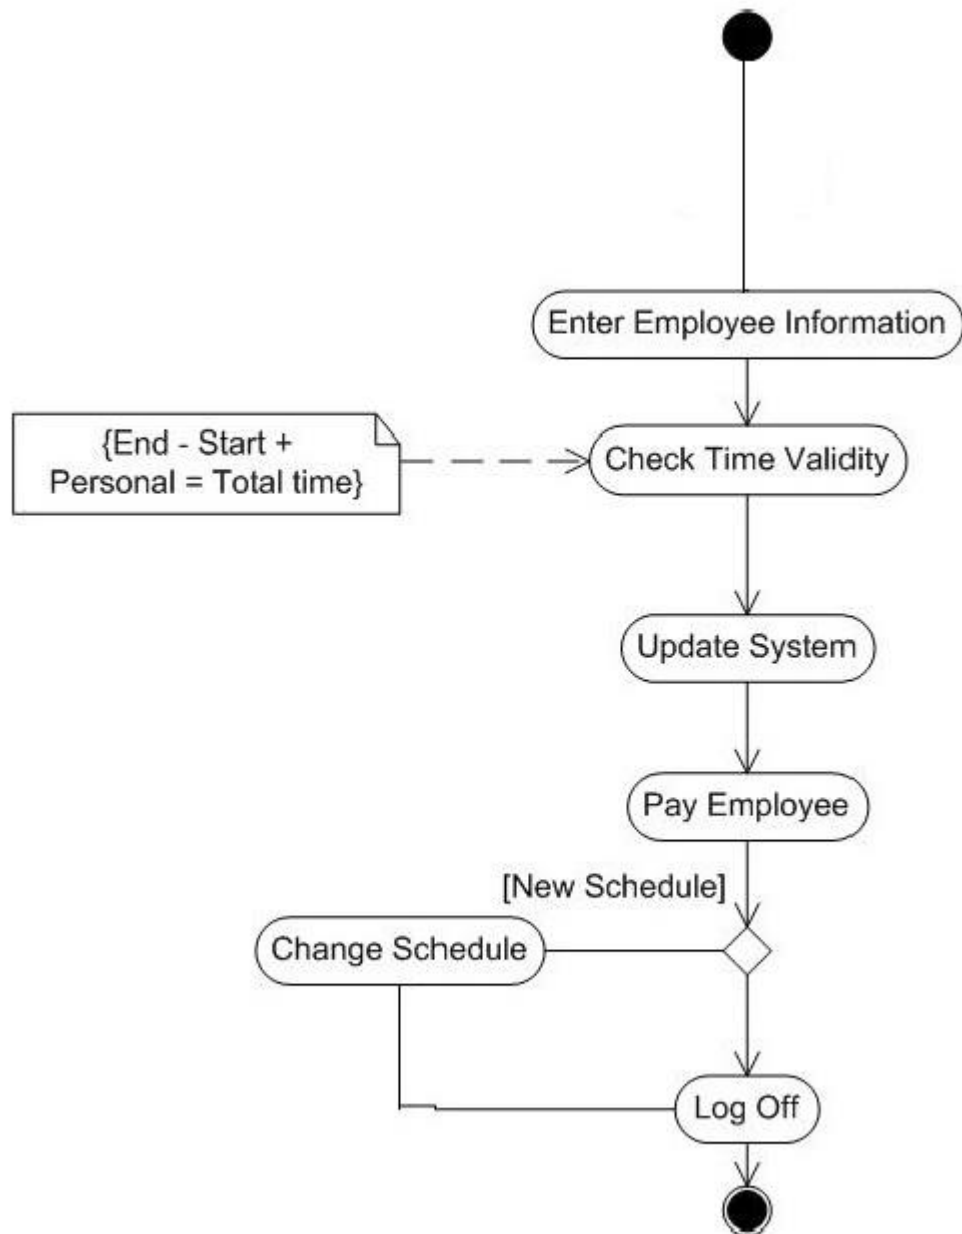 Enter Employee Information
{End - Start +
Personal = Total time}
Check Time Validity
Update System
Pay Employee
[New Schedule]
Change Schedule
Log Off